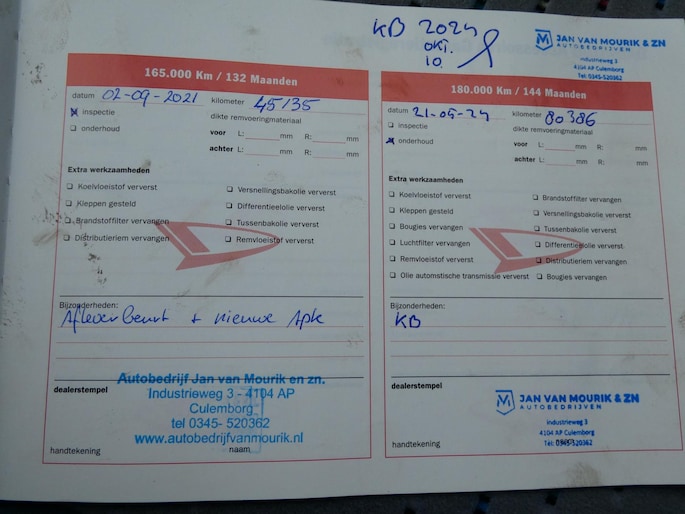 KB 2024
OKT.
10
JAN VAN MOURIK & ZN
AUTOBEDRIJVEN
Industrieweg 3
4104 AP Culemborg
Tel: 0345-520362
165.000 Km / 132 Maanden
datum 02-09-2021 kilometer 45135
inspectie
dikte remvoeringmateriaal
onderhoud
voor L: mm R: mm
achter L: mm R: mm
Extra werkzaamheden
Koelvloeistof ververst
Versnellingsbakolie ververst
Kleppen gesteld
Differentieelolie ververst
Brandstoffilter vervangen
Tussenbakolie ververst
Distributieriem vervangen
Remvloeistof ververst
Bijzonderheden:
Afleverbeurt + nieuwe Apk
dealerstempel
Autobedrijf Jan van Mourik en zn.
Industrieweg 3 - 4104 AP
Culemborg
tel 0345- 520362
www.autobedrijfvanmourik.nl
handtekening
naam
180.000 Km / 144 Maanden
datum 21-05-24 kilometer 80386
inspectie
dikte remvoeringmateriaal
onderhoud
voor L: mm R: mm
achter L: mm R: mm
Extra werkzaamheden
Koelvloeistof ververst
Brandstoffilter vervangen
Kleppen gesteld
Versnellingsbakolie ververst
Bougies vervangen
Tussenbakolie ververst
Luchtfilter vervangen
Differentieelolie ververst
Remvloeistof ververst
Distributieriem vervangen
Olie automatische transmissie ververst
Bougies vervangen
Bijzonderheden:
KB
dealerstempel
JAN VAN MOURIK & ZN
AUTOBEDRIJVEN
Industrieweg 3
4104 AP Culemborg
Tel: 0345-520362
handtekening